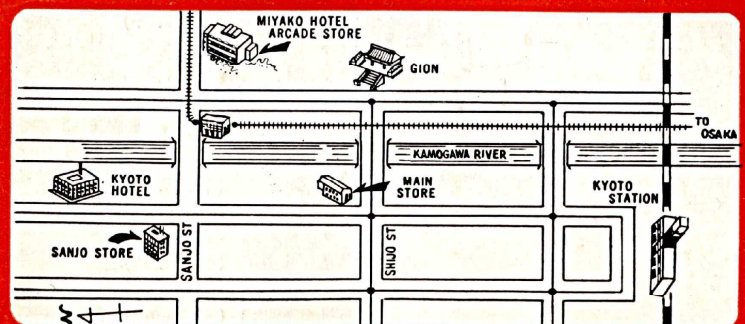 MIYAKO HOTEL
ARCADE STORE
GION
TO
OSAKA
KAMOGAWA RIVER
KYOTO
HOTEL
MAIN
STORE
KYOTO
STATION
SANJO STORE
SANJO ST
SHIJO ST
N